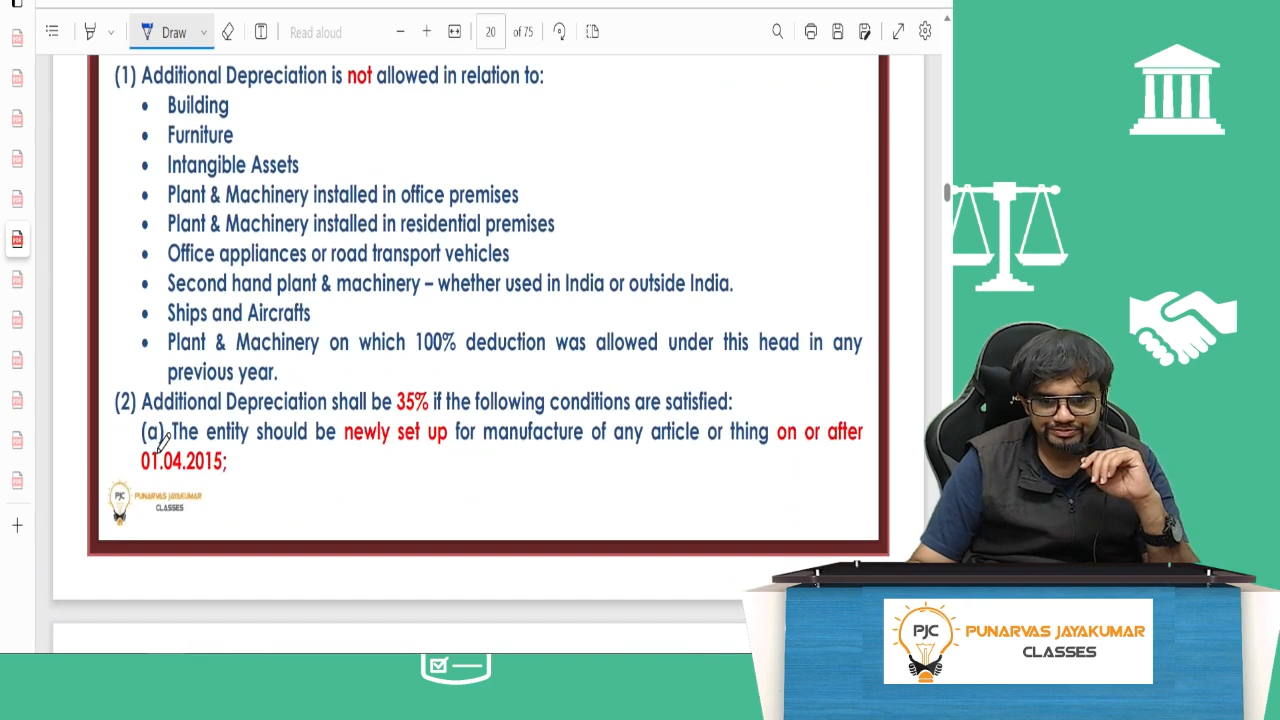 Draw
Read aloud
20
of 75
(1) Additional Depreciation is not allowed in relation to:
• Building
• Furniture
• Intangible Assets
• Plant & Machinery installed in office premises
• Plant & Machinery installed in residential premises
• Office appliances or road transport vehicles
• Second hand plant & machinery – whether used in India or outside India.
• Ships and Aircrafts
• Plant & Machinery on which 100% deduction was allowed under this head in any
previous year.
(2) Additional Depreciation shall be 35% if the following conditions are satisfied:
(a) The entity should be newly set up for manufacture of any article or thing on or after
01.04.2015;
PJC
PUNARVAS JAYAKUMAR
CLASSES
PJC
PUNARVAS JAYAKUMAR
CLASSES